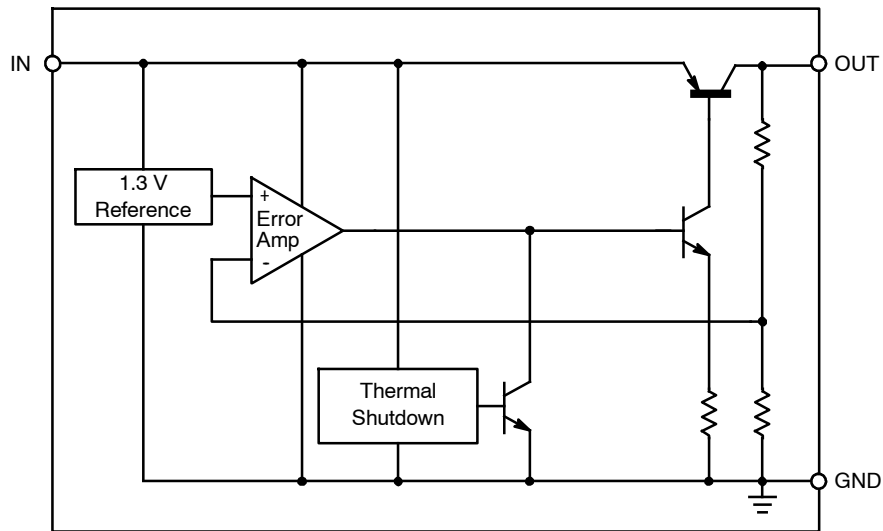 IN
OUT
1.3 V
Reference
+
Error
Amp
-
Thermal
Shutdown
GND